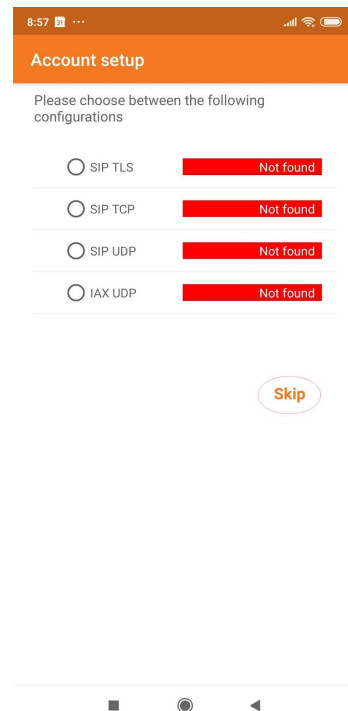 8:57 31 ...
Account setup
Please choose between the following
configurations
SIP TLS Not found
SIP TCP Not found
SIP UDP Not found
IAX UDP Not found
Skip